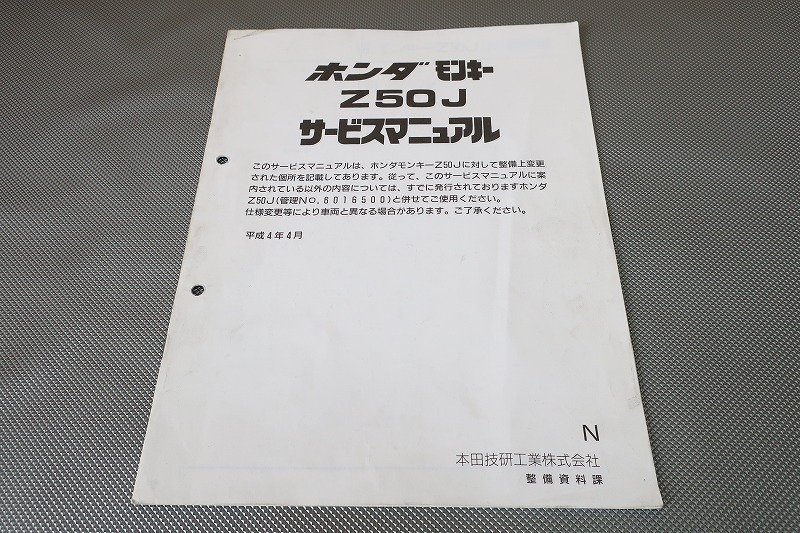 ホンダ モンキー
Z50J
サービスマニュアル
このサービスマニュアルは、ホンダモンキーZ50Jに対して整備上変更
された個所を記載してあります。従って、このサービスマニュアルに案
内されている以外の内容については、すでに発行されておりますホンダ
Z50J(管理No.6016500)と併せてご使用ください。
仕様変更等により車両と異なる場合があります。ご了承ください。
平成4年4月
N
本田技研工業株式会社
整備資料課